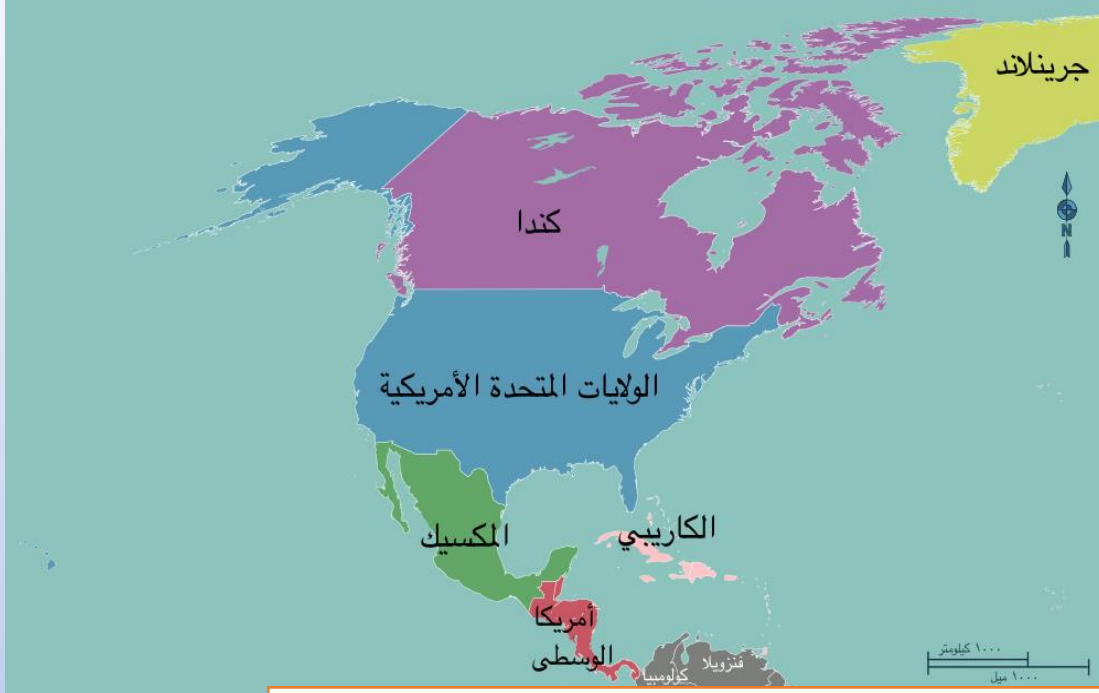 جرينلاند
كندا
N
الولايات المتحدة الأمريكية
المكسيك
الكاريبي
أمريكا
الوسطى
فنزويلا
كولومبيا
١٠٠٠ كيلومتر
١٠٠٠ ميل